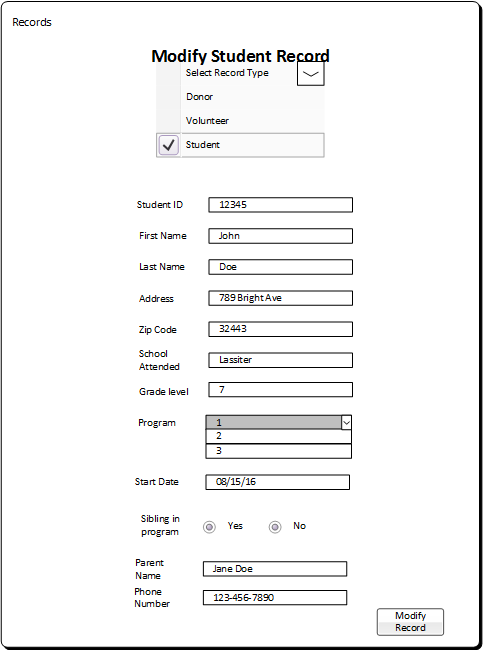 Records
Modify Student Record
Select Record Type
Donor
Volunteer
Student
Student ID 12345
First Name John
Last Name Doe
Address 789 Bright Ave
Zip Code 32443
School
Attended Lassiter
Grade level 7
Program 1
2
3
Start Date 08/15/16
Sibling in
program Yes No
Parent
Name Jane Doe
Phone
Number 123-456-7890
Modify
Record